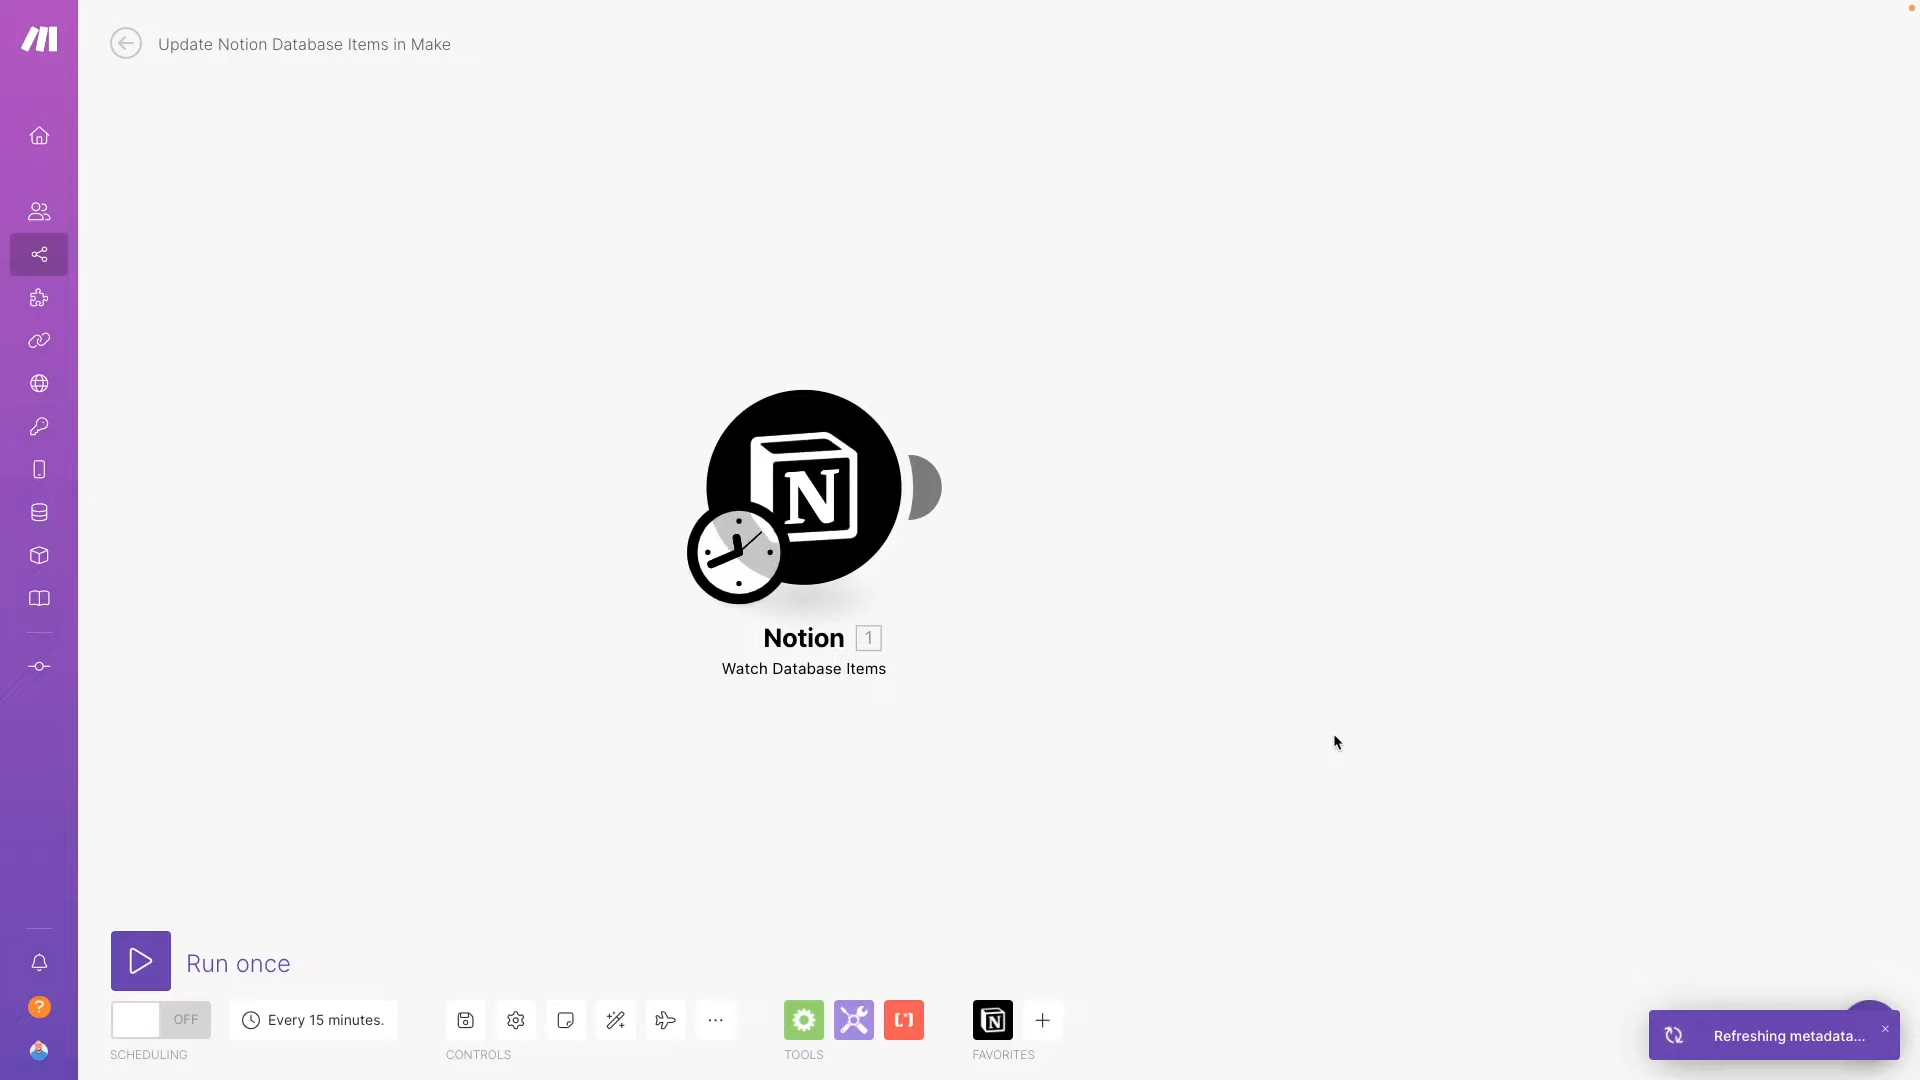 Update Notion Database Items in Make
N
Notion 1
Watch Database Items
Run once
OFF
Every 15 minutes.
SCHEDULING
CONTROLS
TOOLS
N
FAVORITES
?
Refreshing metadata...